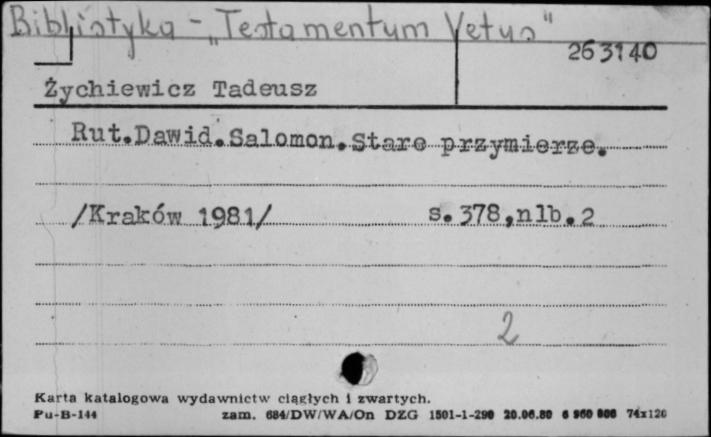 Biblistyka - „Testamentum Vetus"
263140
Żychiewicz Tadeusz
Rut.Dawid.Salomon.Stare przymierze.
/Kraków 1981/ s.378,nlb.2
2
Karta katalogowa wydawnictw ciągłych i zwartych.
Pu-B-144 zam. 684/DW/WA/On DZG 1501-1-290 20.06.80 6 960 806 74x120